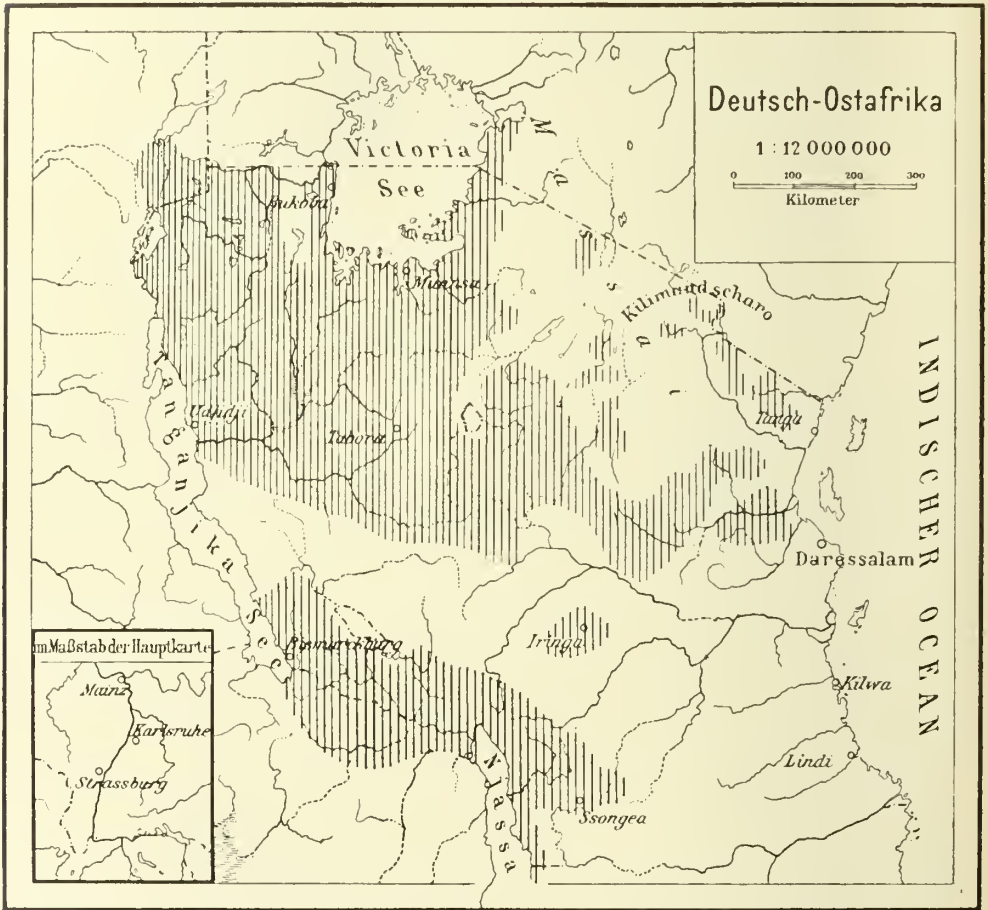 Deutsch-Ostafrika
1 : 12 000 000
0 100 200 300
Kilometer
Victoria
See
Massai
Bukoba
Muansa
Kilimandscharo
Tanganjika See
Udjidji
Tabora
Tanga
INDISCHER OCEAN
Daressalam
Bismarckburg
Iringa
Kilwa
Lindi
Njassa
Ssongea
im Maßstab der Hauptkarte
Mainz
Karlsruhe
Strassburg